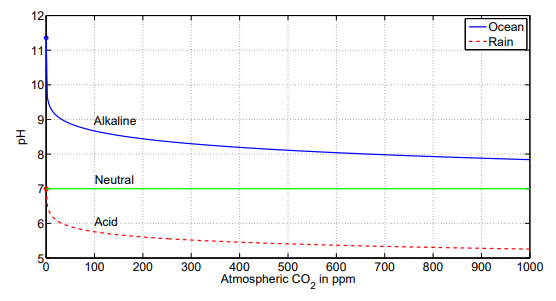 12
11
10
9
8
7
6
5
pH
Ocean
Rain
Alkaline
Neutral
Acid
0 100 200 300 400 500 600 700 800 900 1000
Atmospheric CO2 in ppm